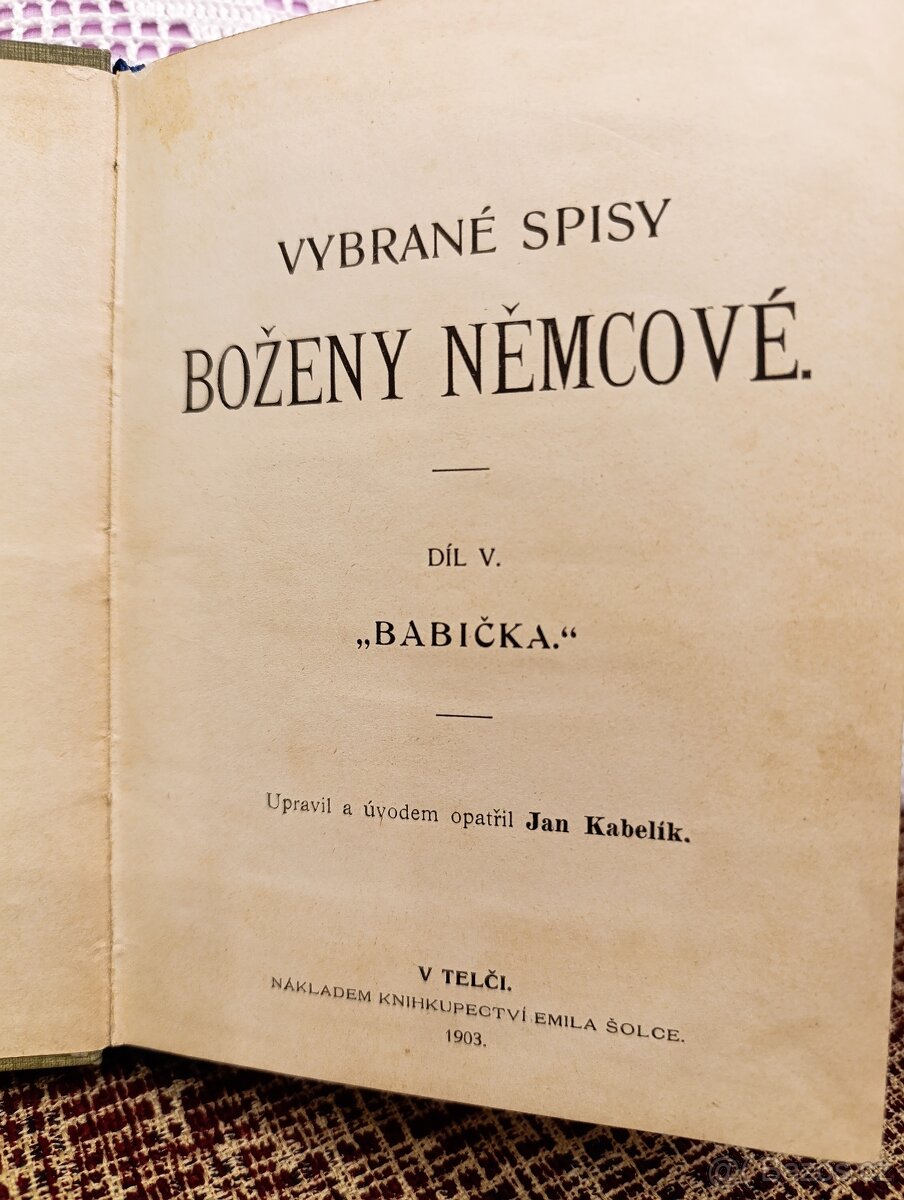 VYBRANÉ SPISY
BOŽENY NĚMCOVÉ.
DÍL V.
„BABIČKA.“
Upravil a úvodem opatřil Jan Kabelík.
V TELČI.
NÁKLADEM KNIHKUPECTVÍ EMILA ŠOLCE.
1903.